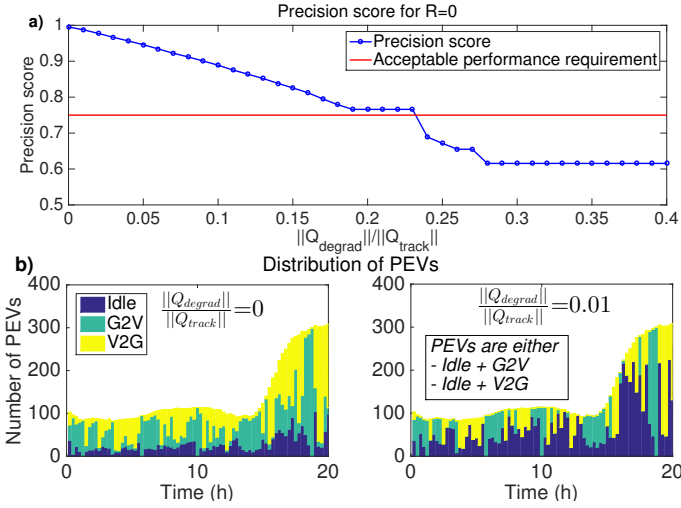 a)
Precision score for R=0
Precision score
1
0.9
0.8
0.7
0.6
0.5
Precision score
Acceptable performance requirement
0 0.05 0.1 0.15 0.2 0.25 0.3 0.35 0.4
||Q_degrad||/||Q_track||
b)
Distribution of PEVs
Number of PEVs
400
300
200
100
0
Idle
G2V
V2G
||Q_degrad||/||Q_track||=0
0 10 20
Time (h)
400
300
200
100
0
||Q_degrad||/||Q_track||=0.01
PEVs are either
- Idle + G2V
- Idle + V2G
0 10 20
Time (h)